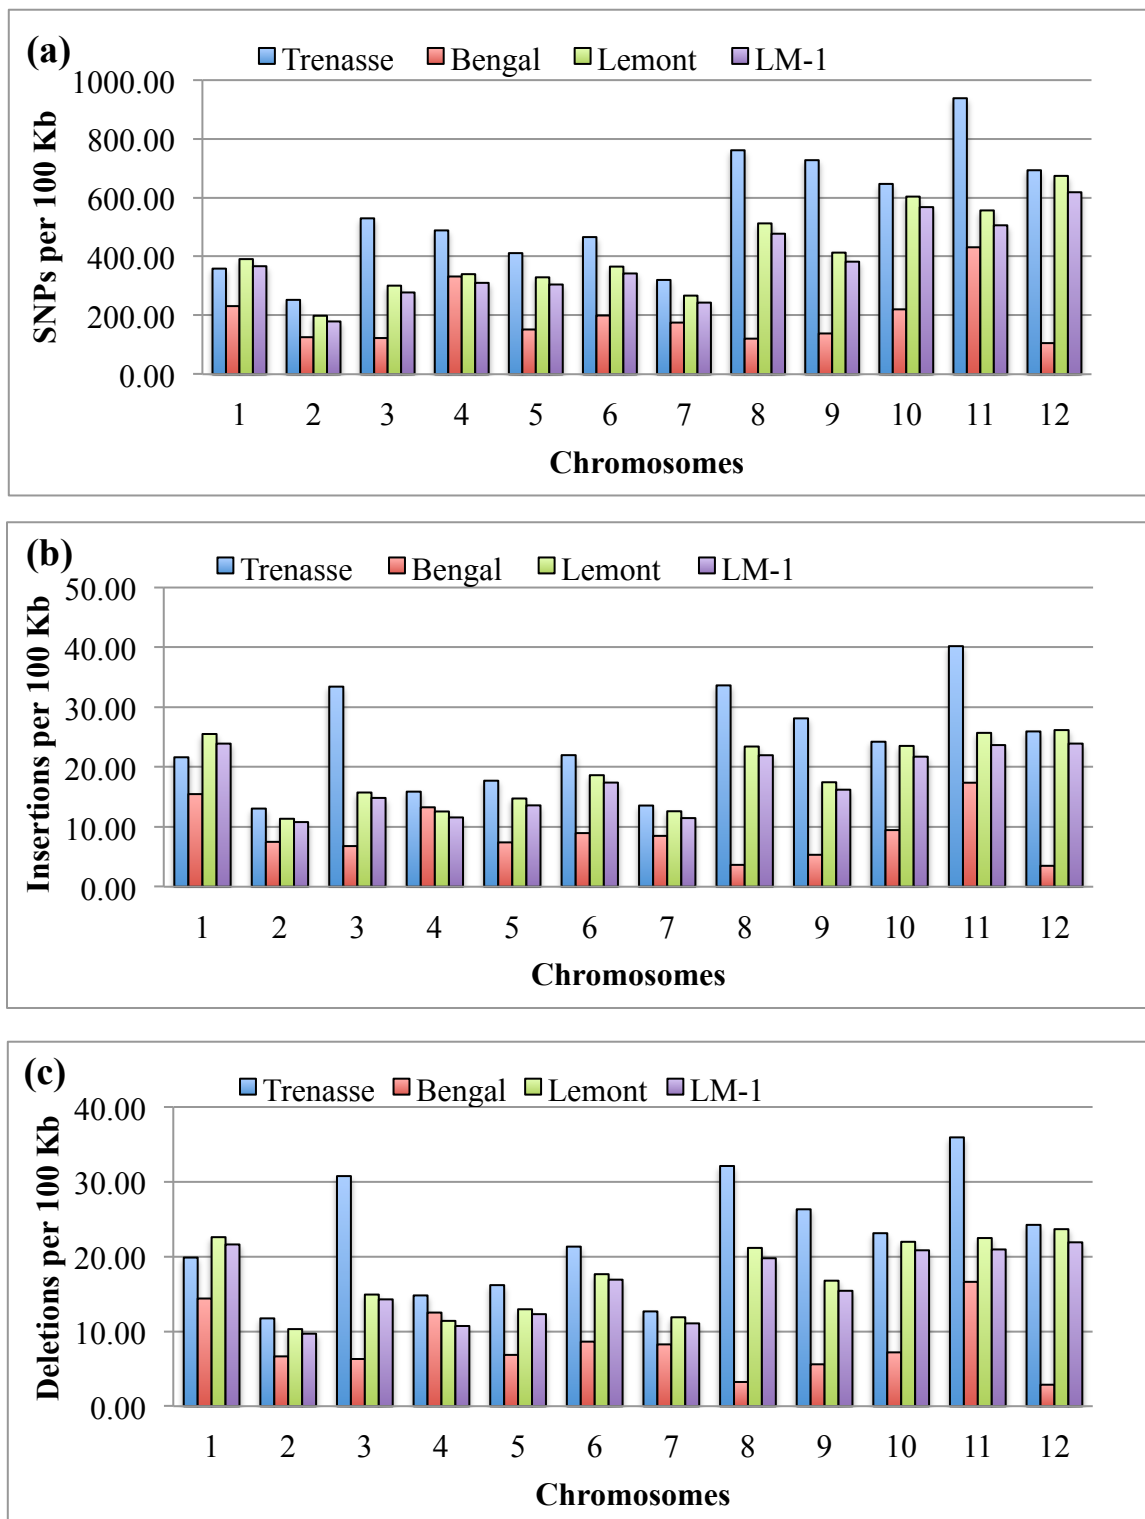 (a)
Trenasse Bengal Lemont LM-1
1000.00
800.00
600.00
400.00
200.00
0.00
SNPs per 100 Kb
1 2 3 4 5 6 7 8 9 10 11 12
Chromosomes
(b)
Trenasse Bengal Lemont LM-1
50.00
40.00
30.00
20.00
10.00
0.00
Insertions per 100 Kb
1 2 3 4 5 6 7 8 9 10 11 12
Chromosomes
(c)
Trenasse Bengal Lemont LM-1
40.00
30.00
20.00
10.00
0.00
Deletions per 100 Kb
1 2 3 4 5 6 7 8 9 10 11 12
Chromosomes